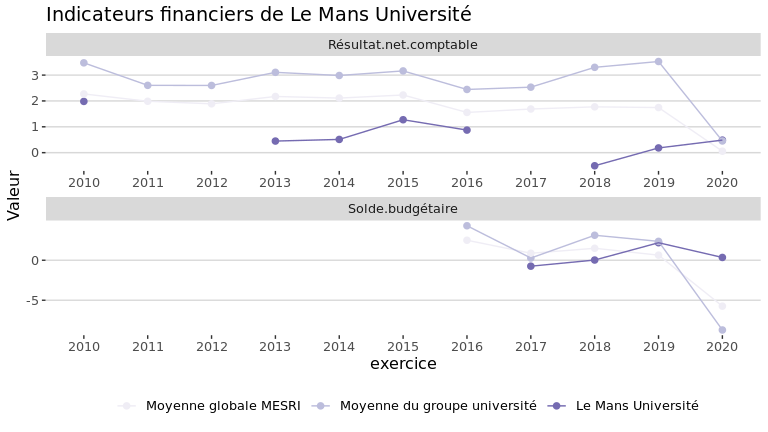 Indicateurs financiers de Le Mans Université
Résultat.net.comptable
3
2
1
0
2010 2011 2012 2013 2014 2015 2016 2017 2018 2019 2020
Valeur
Solde.budgétaire
0
-5
2010 2011 2012 2013 2014 2015 2016 2017 2018 2019 2020
exercice
Moyenne globale MESRI Moyenne du groupe université Le Mans Université